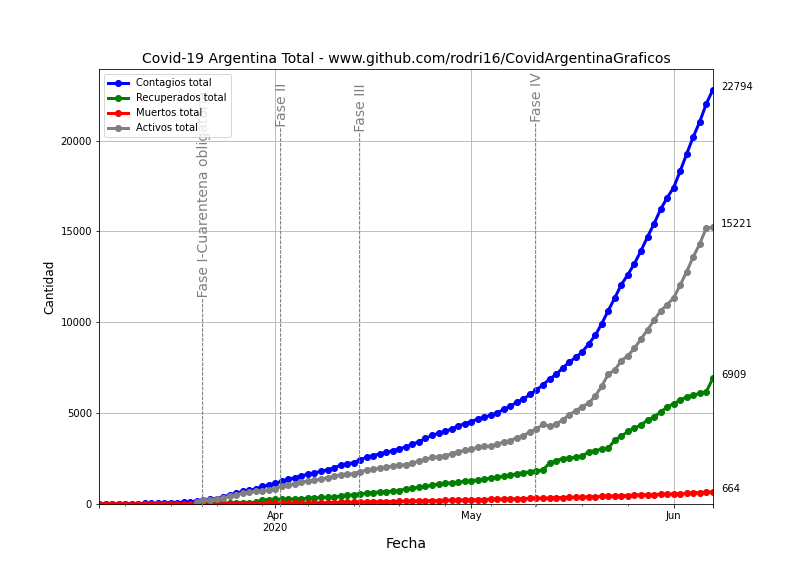 Covid-19 Argentina Total - www.github.com/rodri16/CovidArgentinaGraficos
Contagios total
Recuperados total
Muertos total
Activos total
Fase I-Cuarentena obligatoria
Fase II
Fase III
Fase IV
22794
15221
6909
664
20000
15000
10000
5000
0
Cantidad
Apr
2020
May
Jun
Fecha